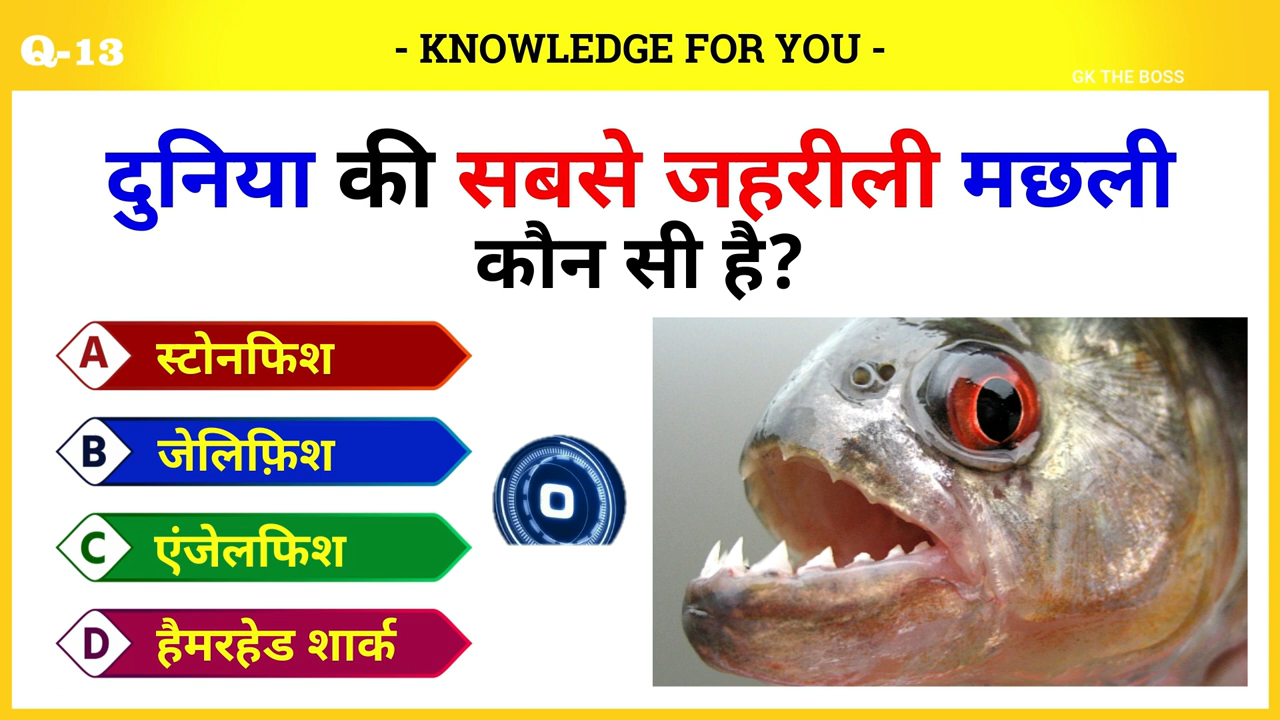 Q-13
- KNOWLEDGE FOR YOU -
GK THE BOSS
दुनिया की सबसे जहरीली मछली
कौन सी है?
A स्टोनफिश
B जेलिफ़िश
C एंजेलफिश
D हैमरहेड शार्क
0